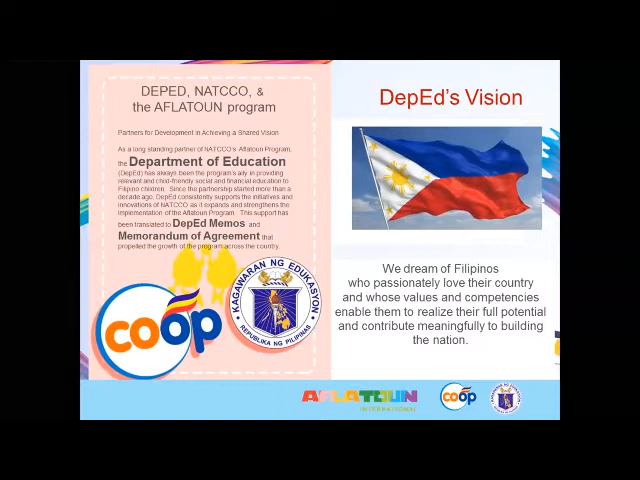 DEPED, NATCCO, &
the AFLATOUN program
Partners for Development in Achieving a Shared Vision
As a long standing partner of NATCCO's Aflatoun Program,
the Department of Education
(DepEd) has always been the program's ally in providing
relevant and child-friendly social and financial education to
Filipino children. Since the partnership started more than a
decade ago, DepEd consistently supports the initiatives and
innovations of NATCCO as it expands and strengthens the
implementation of the Aflatoun Program. This support has
been translated to DepEd Memos and
Memorandum of Agreement that
propelled the growth of the program across the country.
coop
KAGAWARAN NG EDUKASYON
REPUBLIKA NG PILIPINAS
DepEd's Vision
We dream of Filipinos
who passionately love their country
and whose values and competencies
enable them to realize their full potential
and contribute meaningfully to building
the nation.
AFLATOUN
INTERNATIONAL
coop